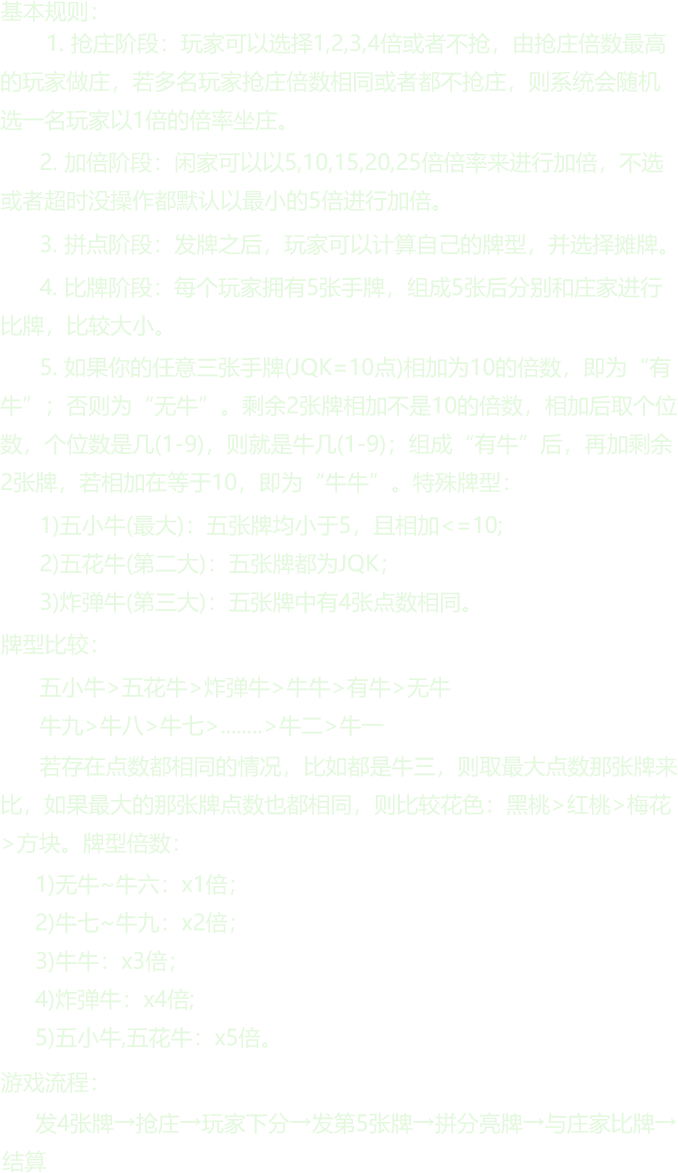 基本规则：
1. 抢庄阶段：玩家可以选择1,2,3,4倍或者不抢，由抢庄倍数最高
的玩家做庄，若多名玩家抢庄倍数相同或者都不抢庄，则系统会随机
选一名玩家以1倍的倍率坐庄。
2. 加倍阶段：闲家可以以5,10,15,20,25倍倍率来进行加倍，不选
或者超时没操作都默认以最小的5倍进行加倍。
3. 拼点阶段：发牌之后，玩家可以计算自己的牌型，并选择摊牌。
4. 比牌阶段：每个玩家拥有5张手牌，组成5张后分别和庄家进行
比牌，比较大小。
5. 如果你的任意三张手牌(JQK=10点)相加为10的倍数，即为“有
牛”；否则为“无牛”。剩余2张牌相加不是10的倍数，相加后取个位
数，个位数是几(1-9)，则就是牛几(1-9)；组成“有牛”后，再加剩余
2张牌，若相加在等于10，即为“牛牛”。特殊牌型：
1)五小牛(最大)：五张牌均小于5，且相加<=10;
2)五花牛(第二大)：五张牌都为JQK；
3)炸弹牛(第三大)：五张牌中有4张点数相同。
牌型比较：
五小牛>五花牛>炸弹牛>牛牛>有牛>无牛
牛九>牛八>牛七>........>牛二>牛一
若存在点数都相同的情况，比如都是牛三，则取最大点数那张牌来
比，如果最大的那张牌点数也都相同，则比较花色：黑桃>红桃>梅花
>方块。牌型倍数：
1)无牛~牛六：x1倍；
2)牛七~牛九：x2倍；
3)牛牛：x3倍；
4)炸弹牛：x4倍;
5)五小牛,五花牛：x5倍。
游戏流程：
发4张牌→抢庄→玩家下分→发第5张牌→拼分亮牌→与庄家比牌→
结算